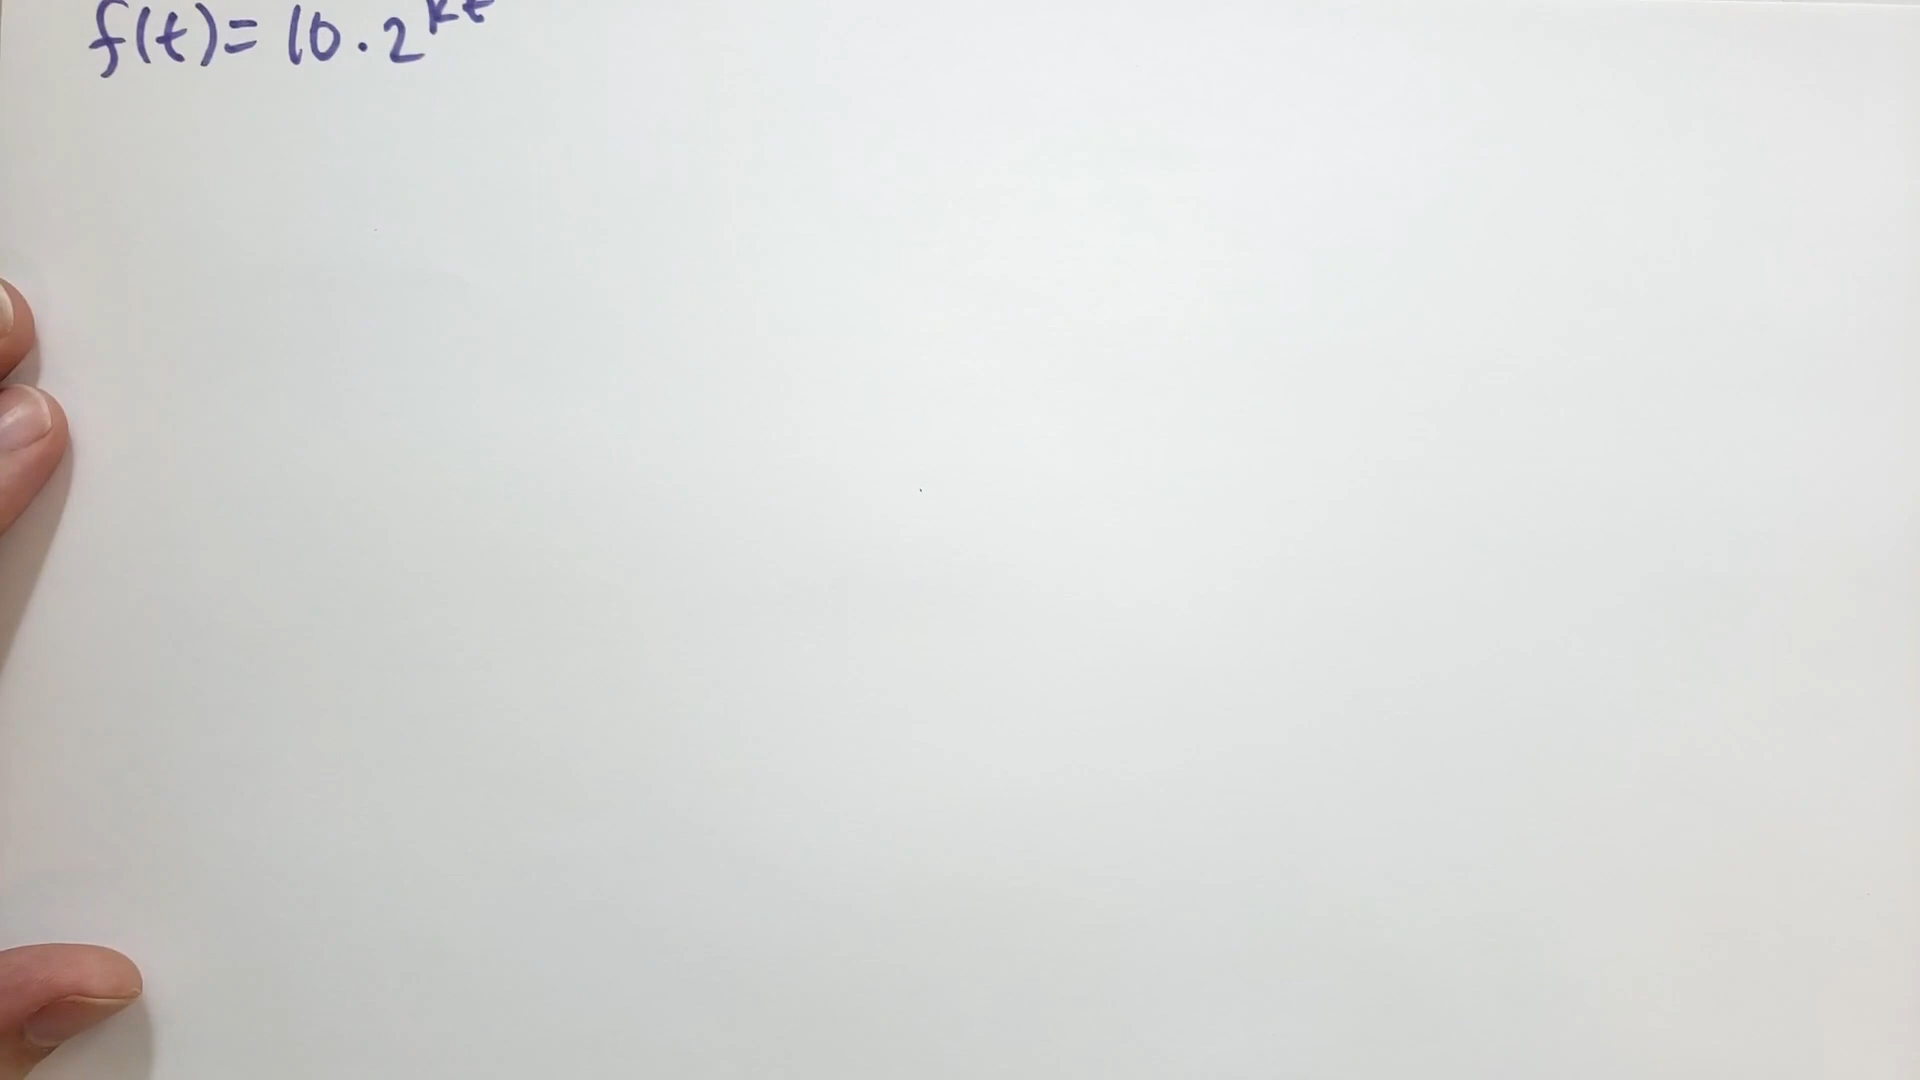 f(t) = 10 · 2^{kt}